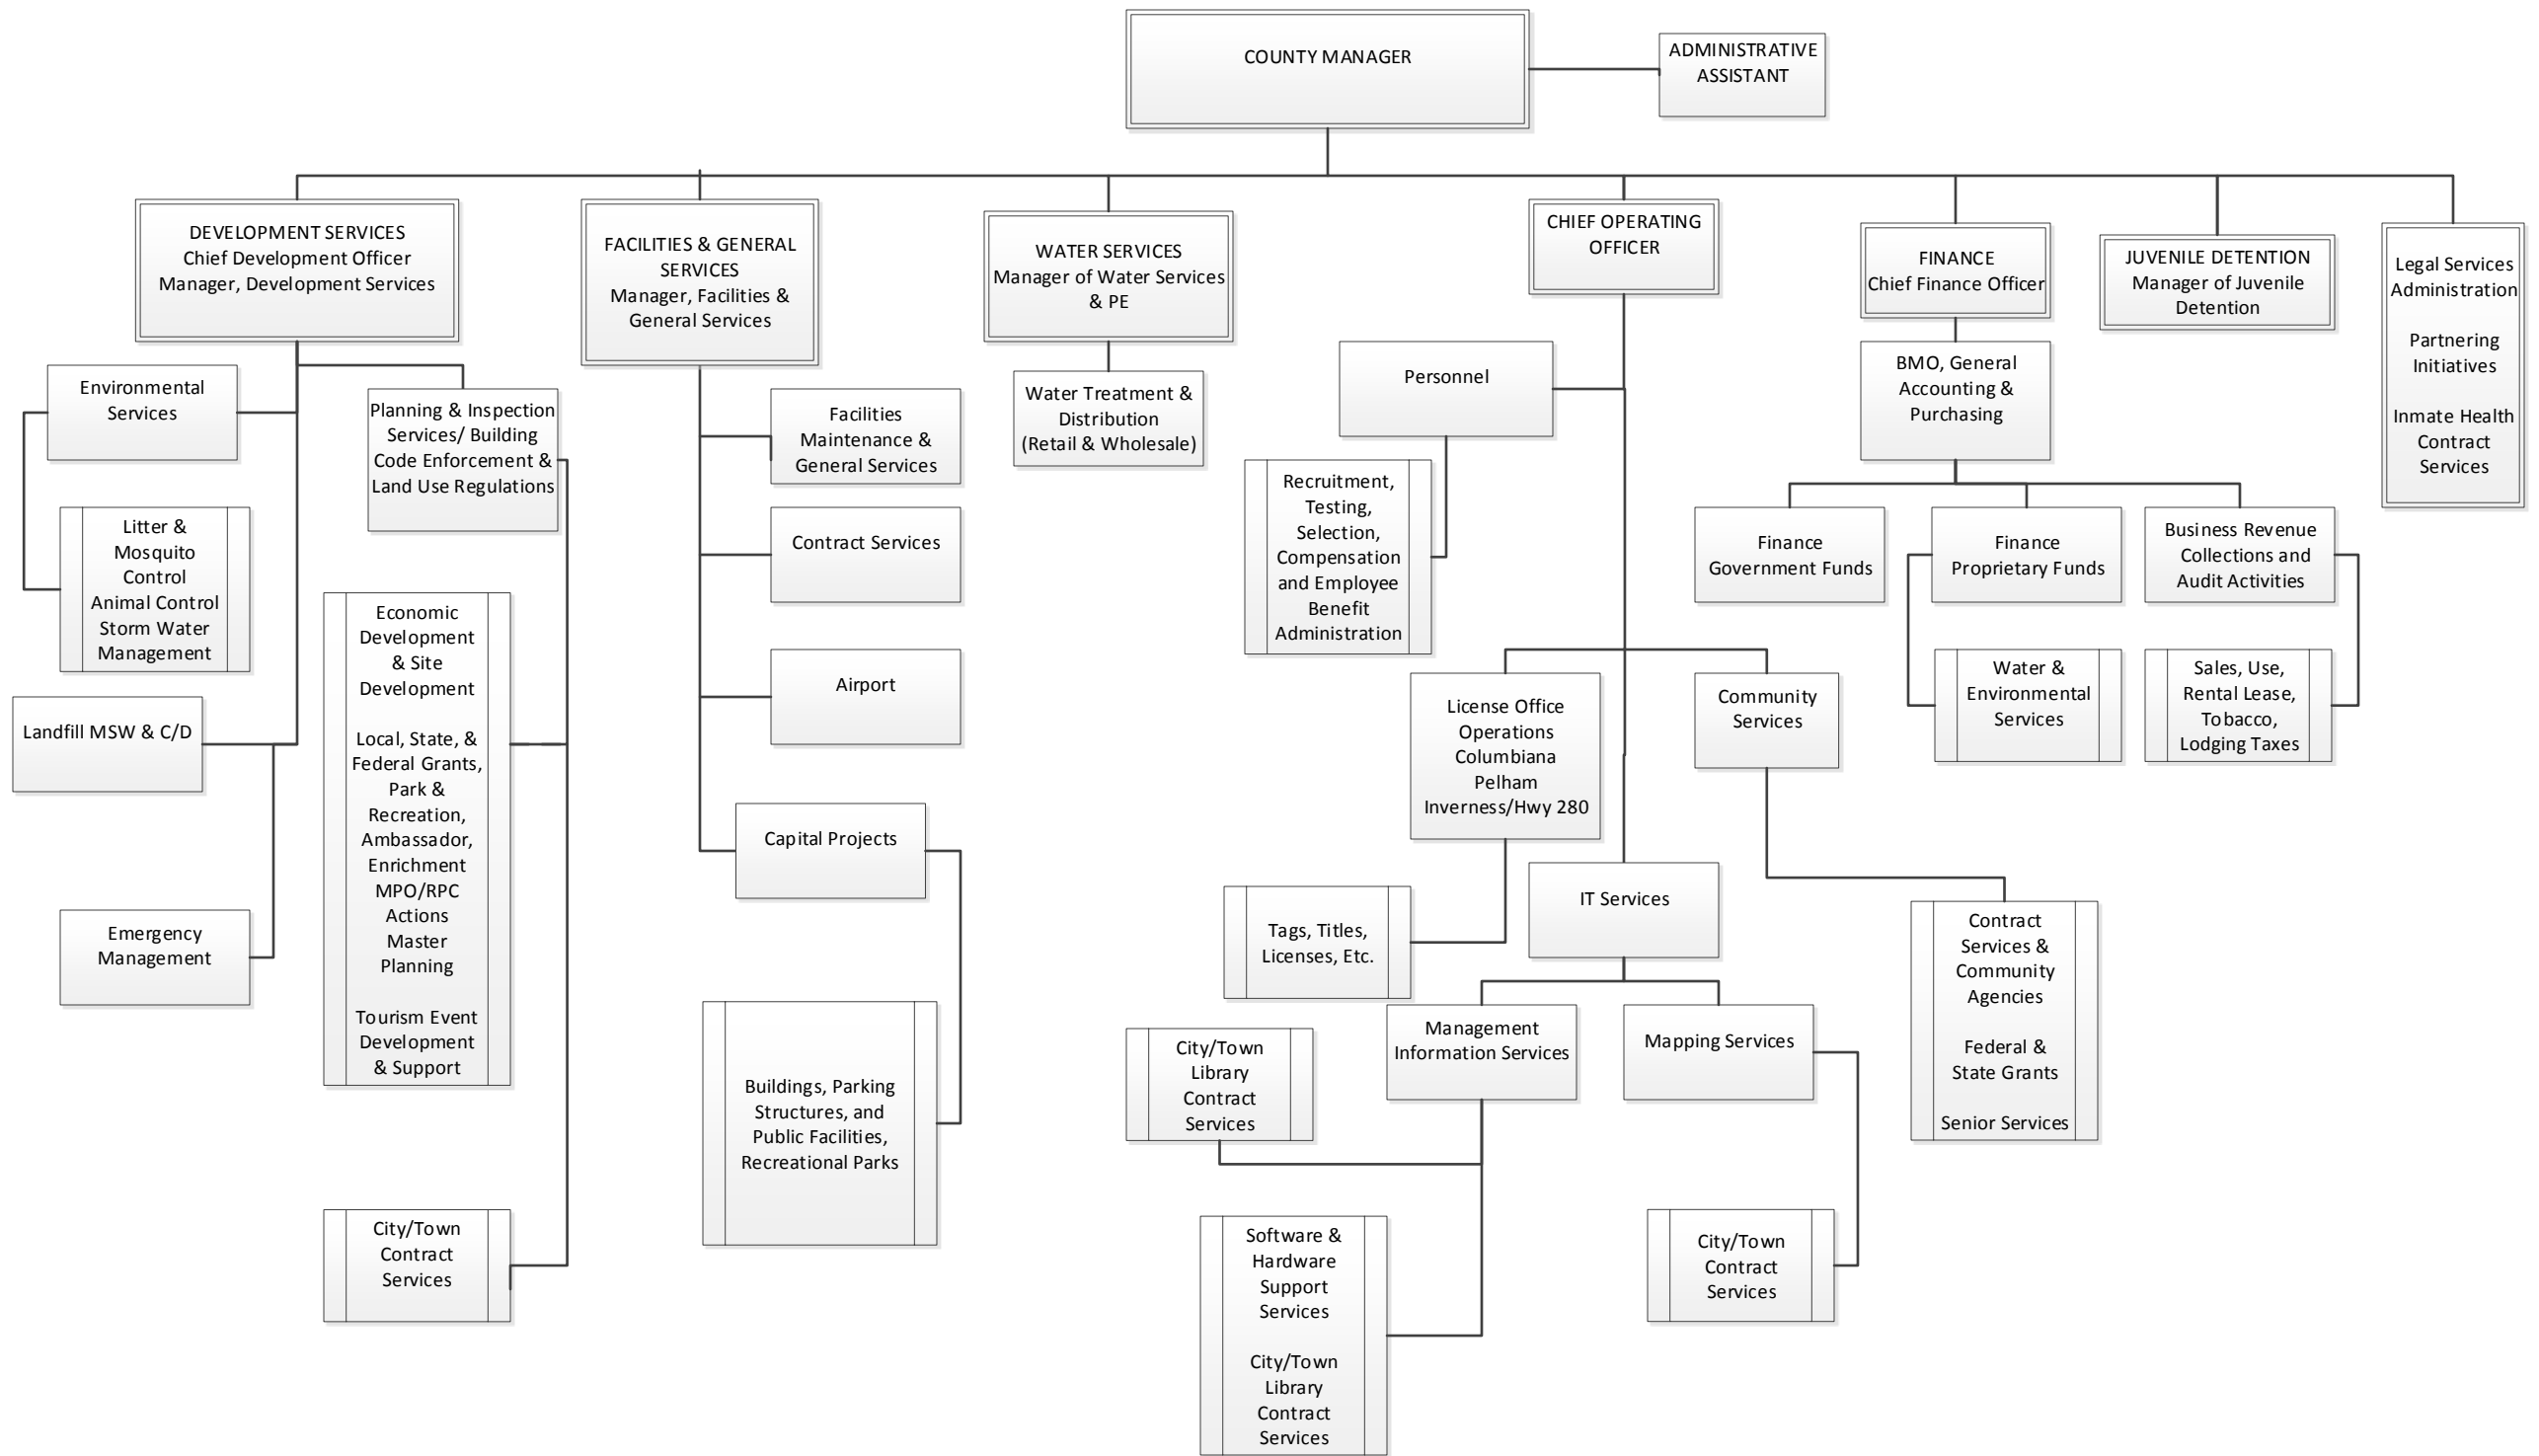 COUNTY MANAGER
ADMINISTRATIVE
ASSISTANT
DEVELOPMENT SERVICES
Chief Development Officer
Manager, Development Services
FACILITIES & GENERAL
SERVICES
Manager, Facilities &
General Services
WATER SERVICES
Manager of Water Services
& PE
CHIEF OPERATING
OFFICER
FINANCE
Chief Finance Officer
JUVENILE DETENTION
Manager of Juvenile
Detention
Legal Services
Administration
Partnering
Initiatives
Inmate Health
Contract
Services
Environmental
Services
Planning & Inspection
Services/ Building
Code Enforcement &
Land Use Regulations
Litter &
Mosquito
Control
Animal Control
Storm Water
Management
Economic
Development
& Site
Development
Local, State, &
Federal Grants,
Park &
Recreation,
Ambassador,
Enrichment
MPO/RPC
Actions
Master
Planning
Tourism Event
Development
& Support
Landfill MSW & C/D
Emergency
Management
City/Town
Contract
Services
Facilities
Maintenance &
General Services
Contract Services
Airport
Capital Projects
Buildings, Parking
Structures, and
Public Facilities,
Recreational Parks
Water Treatment &
Distribution
(Retail & Wholesale)
Personnel
Recruitment,
Testing,
Selection,
Compensation
and Employee
Benefit
Administration
License Office
Operations
Columbiana
Pelham
Inverness/Hwy 280
Community
Services
Tags, Titles,
Licenses, Etc.
IT Services
Contract
Services &
Community
Agencies
Federal &
State Grants
Senior Services
Management
Information Services
Mapping Services
City/Town
Library
Contract
Services
Software &
Hardware
Support
Services
City/Town
Library
Contract
Services
City/Town
Contract
Services
BMO, General
Accounting &
Purchasing
Finance
Government Funds
Finance
Proprietary Funds
Business Revenue
Collections and
Audit Activities
Water &
Environmental
Services
Sales, Use,
Rental Lease,
Tobacco,
Lodging Taxes